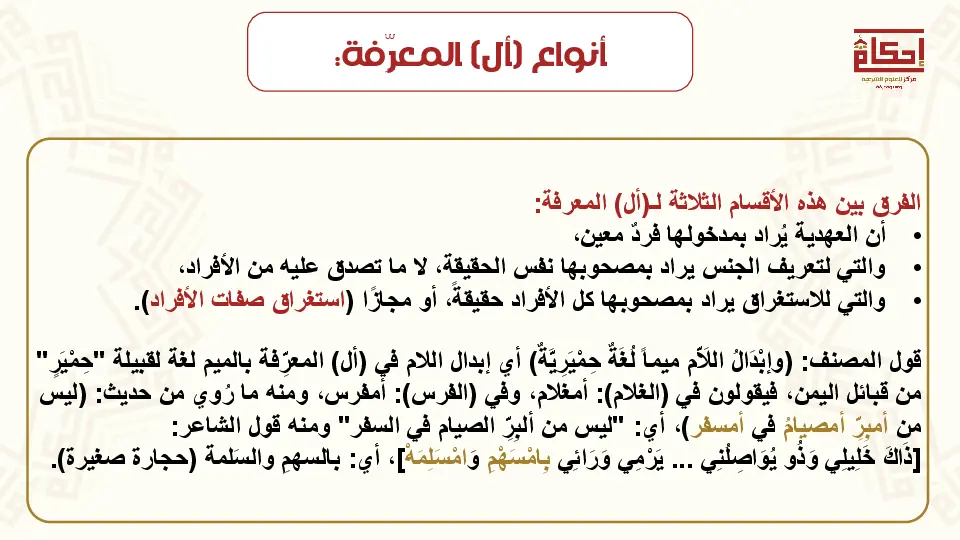 أنواع (أل) المعرّفة:
إحكام
مركز للعلوم الشرعية
الفرق بين هذه الأقسام الثلاثة لـ(أل) المعرفة:
• أن العهدية يُراد بمدخولها فردٌ معين،
• والتي لتعريف الجنس يراد بمصحوبها نفس الحقيقة، لا ما تصدق عليه من الأفراد،
• والتي للاستغراق يراد بمصحوبها كل الأفراد حقيقةً، أو مجازًا (استغراق صفات الأفراد).
قول المصنف: (وإِبْدَالُ اللاَّم ميماً لُغَةٌ حِمْيَرِيَّةٌ) أي إبدال اللام في (أل) المعرِّفة بالميم لغة لقبيلة "حِمْيَرٍ"
من قبائل اليمن، فيقولون في (الغلام): أمغلام، وفي (الفرس): أمفرس، ومنه ما رُوي من حديث: (ليس
من أمبِرِّ أمصيامُ في أمسفر)، أي: "ليس من ألبِرِّ الصيام في السفر" ومنه قول الشاعر:
[ذَاكَ خَلِيلِي وَذُو يُوَاصِلُنِي ... يَرْمِي وَرَائِي بِامْسَهْمِ وَامْسَلِمَهْ]، أي: بالسهمِ والسَلمة (حجارة صغيرة).